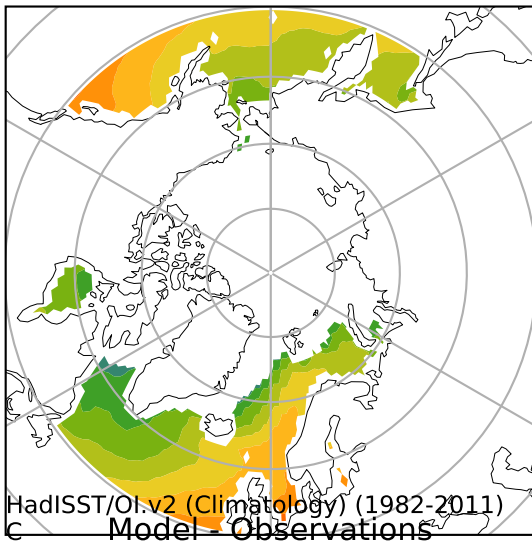 HadISST/OI.v2 (Climatology) (1982-2011)
C Model - Observations